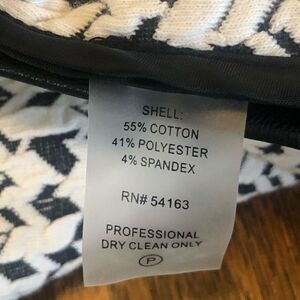 SHELL:
55% COTTON
41% POLYESTER
4% SPANDEX
RN# 54163
PROFESSIONAL
DRY CLEAN ONLY
P